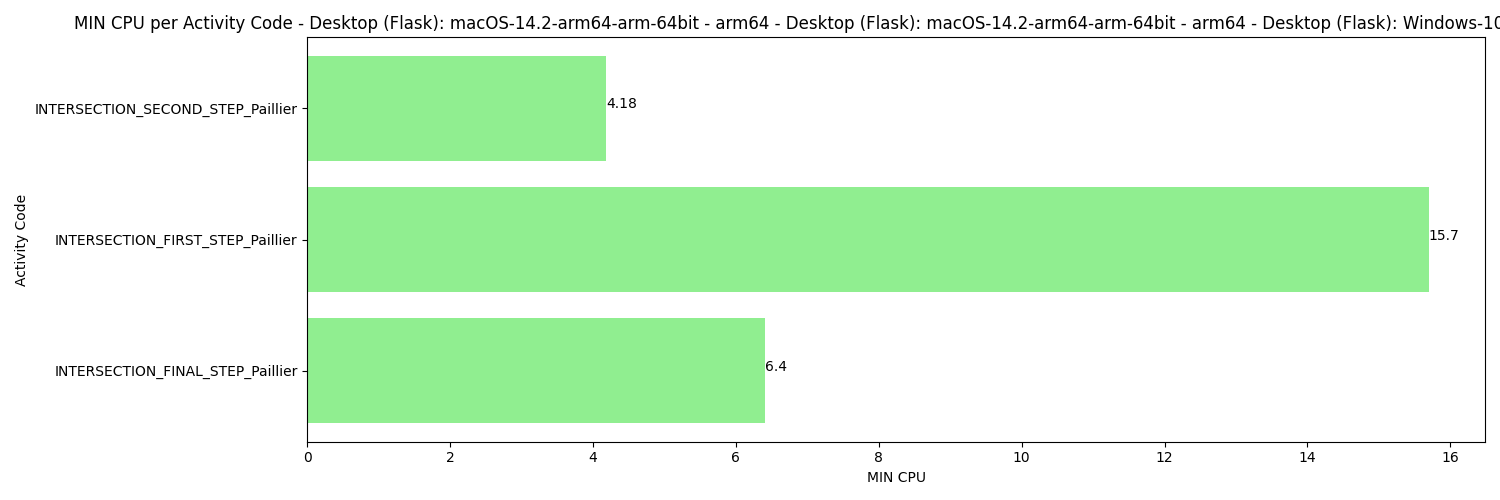 MIN CPU per Activity Code - Desktop (Flask): macOS-14.2-arm64-arm-64bit - arm64 - Desktop (Flask): macOS-14.2-arm64-arm-64bit - arm64 - Desktop (Flask): Windows-10
INTERSECTION_SECOND_STEP_Paillier
4.18
INTERSECTION_FIRST_STEP_Paillier
15.7
INTERSECTION_FINAL_STEP_Paillier
6.4
Activity Code
0 2 4 6 8 10 12 14 16
MIN CPU